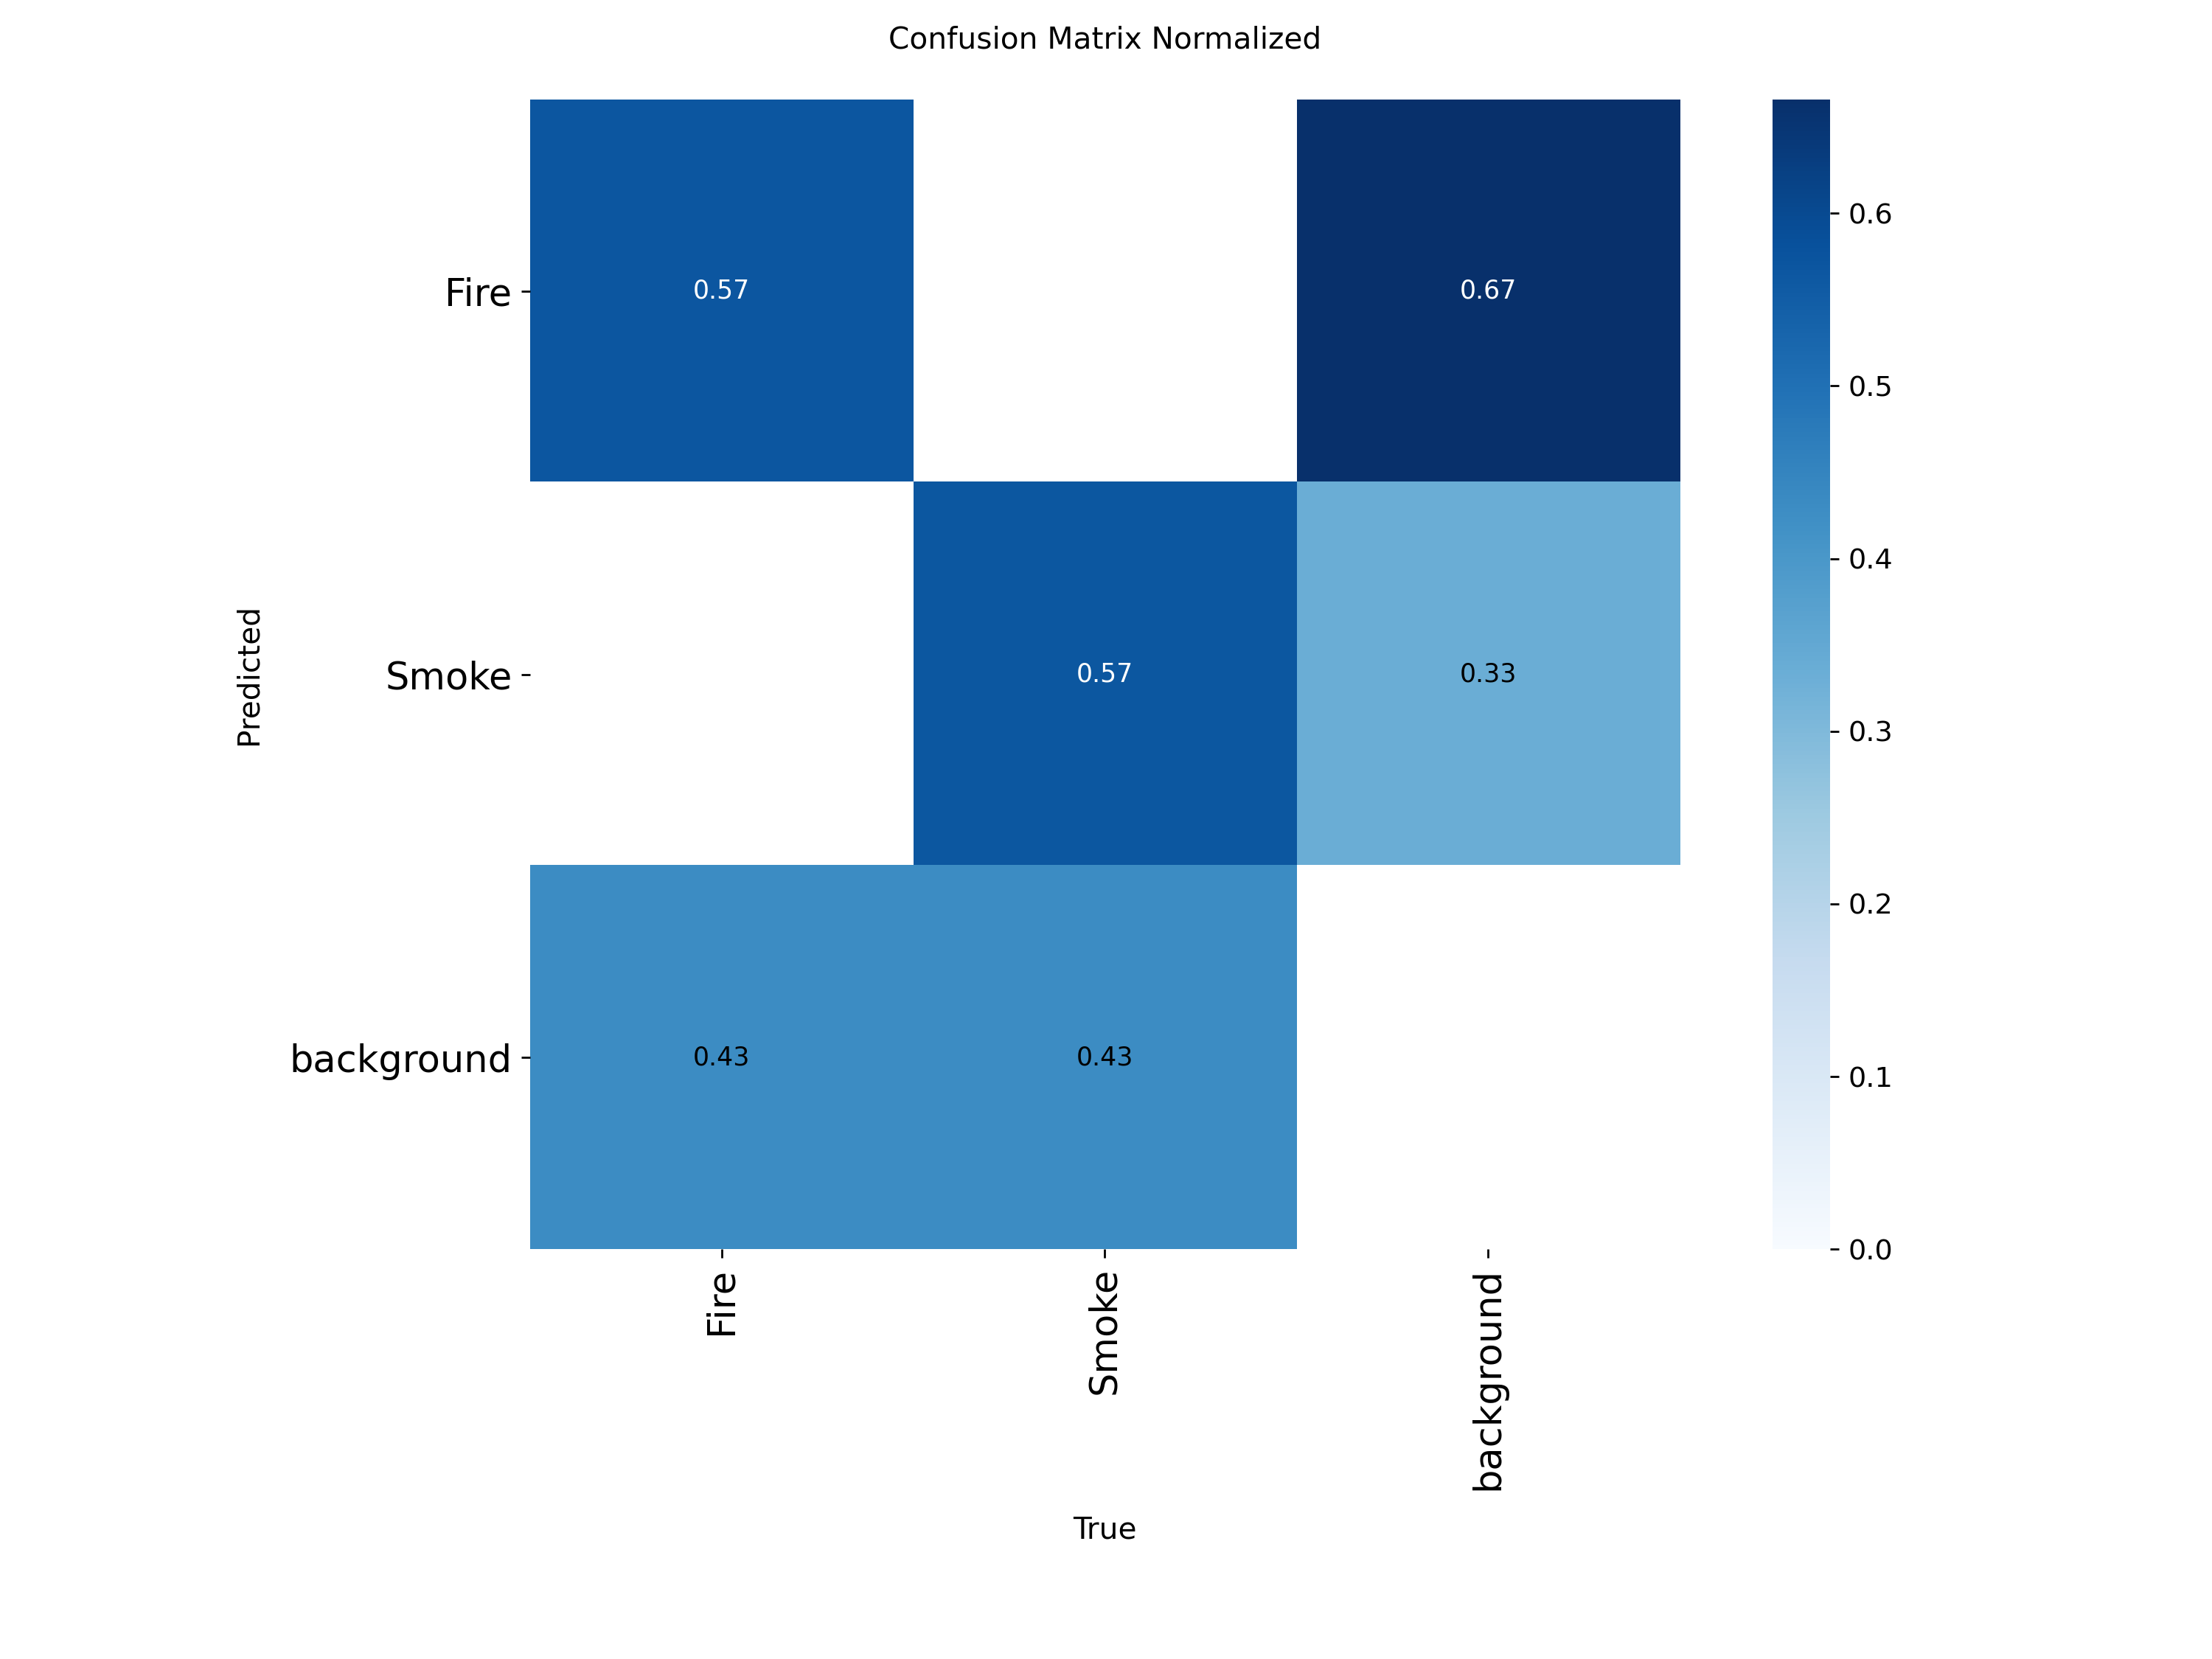 Confusion Matrix Normalized
Fire
0.57
0.67
0.6
0.5
Smoke
0.57
0.33
0.4
0.3
background
0.43
0.43
0.2
0.1
0.0
Predicted
Fire
Smoke
background
True